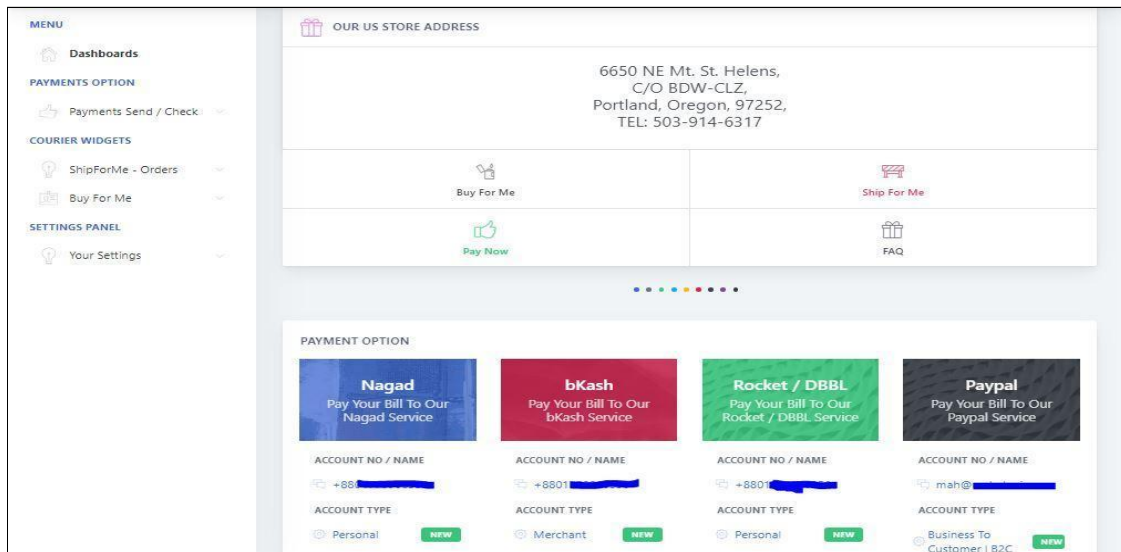 MENU
Dashboards
PAYMENTS OPTION
Payments Send / Check
COURIER WIDGETS
ShipForMe - Orders
Buy For Me
SETTINGS PANEL
Your Settings
OUR US STORE ADDRESS
6650 NE Mt. St. Helens,
C/O BDW-CLZ,
Portland, Oregon, 97252,
TEL: 503-914-6317
Buy For Me
Ship For Me
Pay Now
FAQ
PAYMENT OPTION
Nagad
Pay Your Bill To Our
Nagad Service
ACCOUNT NO / NAME
+880
ACCOUNT TYPE
Personal NEW
bKash
Pay Your Bill To Our
bKash Service
ACCOUNT NO / NAME
+8801
ACCOUNT TYPE
Merchant NEW
Rocket / DBBL
Pay Your Bill To Our
Rocket / DBBL Service
ACCOUNT NO / NAME
+8801
ACCOUNT TYPE
Personal NEW
Paypal
Pay Your Bill To Our
Paypal Service
ACCOUNT NO / NAME
mah@
ACCOUNT TYPE
Business To
Customer | B2C NEW